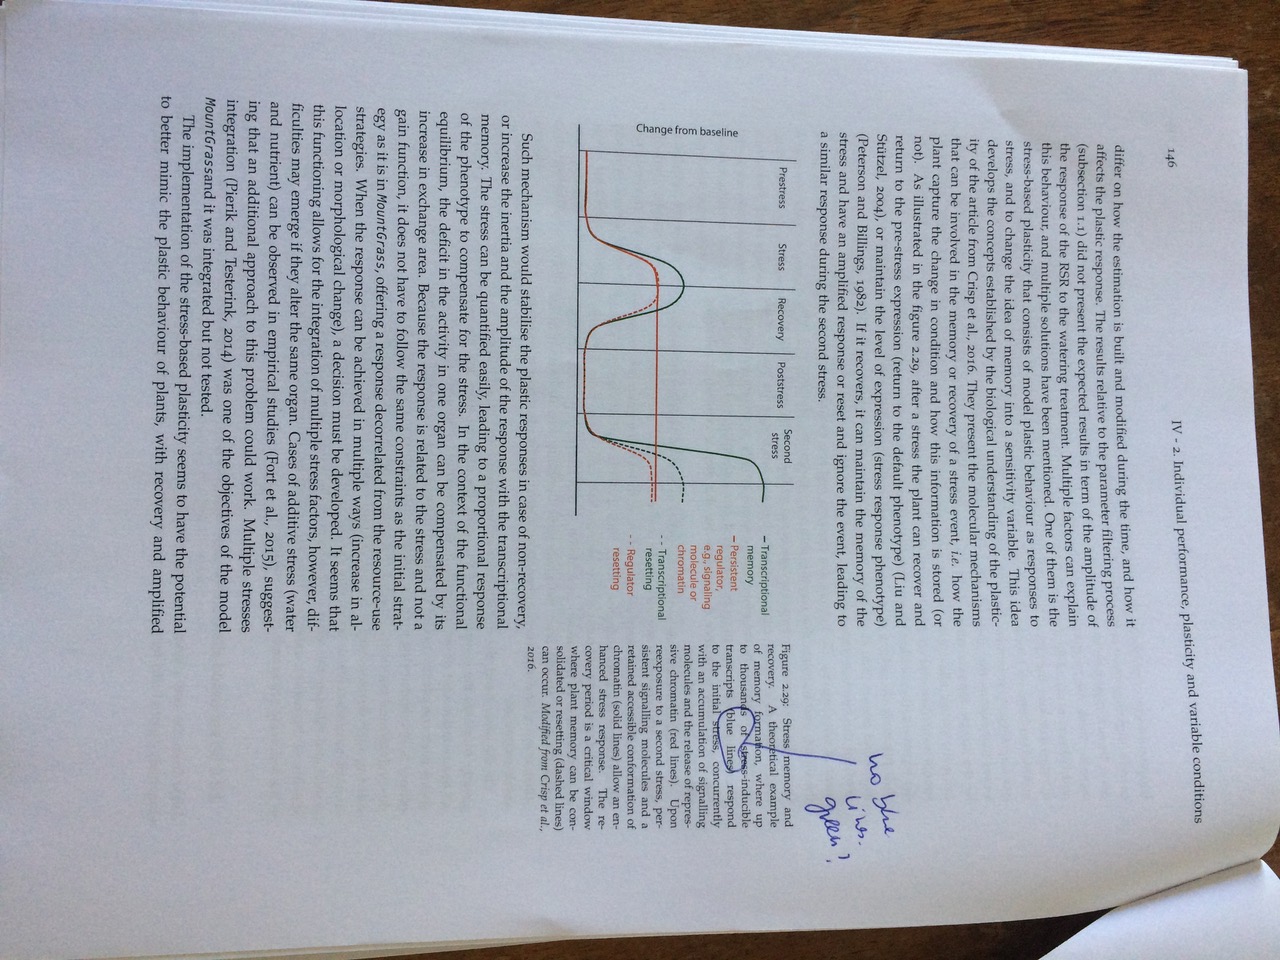 146
IV - 2. Individual performance, plasticity and variable conditions
differ on how the estimation is built and modified during the time, and how it
affects the plastic response. The results relative to the parameter filtering process
(subsection 1.1) did not present the expected results in term of the amplitude of
the response of the RSR to the watering treatment. Multiple factors can explain
this behaviour, and multiple solutions have been mentioned. One of them is the
stress-based plasticity that consists of model plastic behaviour as responses to
stress, and to change the idea of memory into a sensitivity variable. This idea
develops the concepts established by the biological understanding of the plastic-
ity of the article from Crisp et al., 2016. They present the molecular mechanisms
that can be involved in the memory or recovery of a stress event, i.e. how the
plant capture the change in condition and how this information is stored (or
not). As illustrated in the figure 2.29, after a stress the plant can recover and
return to the pre-stress expression (return to the default phenotype) (Liu and
Stützel, 2004), or maintain the level of expression (stress response phenotype)
(Peterson and Billings, 1982). If it recovers, it can maintain the memory of the
stress and have an amplified response or reset and ignore the event, leading to
a similar response during the second stress.
no blue
lines.
green?
Prestress
Stress
Recovery
Poststress
Second
stress
Change from baseline
Transcriptional
memory
Persistent
regulator,
e.g., signaling
molecule or
chromatin
Transcriptional
resetting
Regulator
resetting
Figure 2.29: Stress memory and
recovery. A theoretical example
of memory formation, where up
to thousands of stress-inducible
transcripts (blue lines) respond
to the initial stress, concurrently
with an accumulation of signalling
molecules and the release of repres-
sive chromatin (red lines). Upon
reexposure to a second stress, per-
sistent signalling molecules and a
retained accessible conformation of
chromatin (solid lines) allow an en-
hanced stress response. The re-
covery period is a critical window
where plant memory can be con-
solidated or resetting (dashed lines)
can occur. Modified from Crisp et al.,
2016.
Such mechanism would stabilise the plastic responses in case of non-recovery,
or increase the inertia and the amplitude of the response with the transcriptional
memory. The stress can be quantified easily, leading to a proportional response
of the phenotype to compensate for the stress. In the context of the functional
equilibrium, the deficit in the activity in one organ can be compensated by its
increase in exchange area. Because the response is related to the stress and not a
gain function, it does not have to follow the same constraints as the initial strat-
egy as it is in MountGrass, offering a response decorrelated from the resource-use
strategies. When the response can be achieved in multiple ways (increase in al-
location or morphological change), a decision must be developed. It seems that
this functioning allows for the integration of multiple stress factors, however, dif-
ficulties may emerge if they alter the same organ. Cases of additive stress (water
and nutrient) can be observed in empirical studies (Fort et al., 2015), suggest-
ing that an additional approach to this problem could work. Multiple stresses
integration (Pierik and Testerink, 2014) was one of the objectives of the model
MountGrassand it was integrated but not tested.
The implementation of the stress-based plasticity seems to have the potential
to better mimic the plastic behaviour of plants, with recovery and amplified